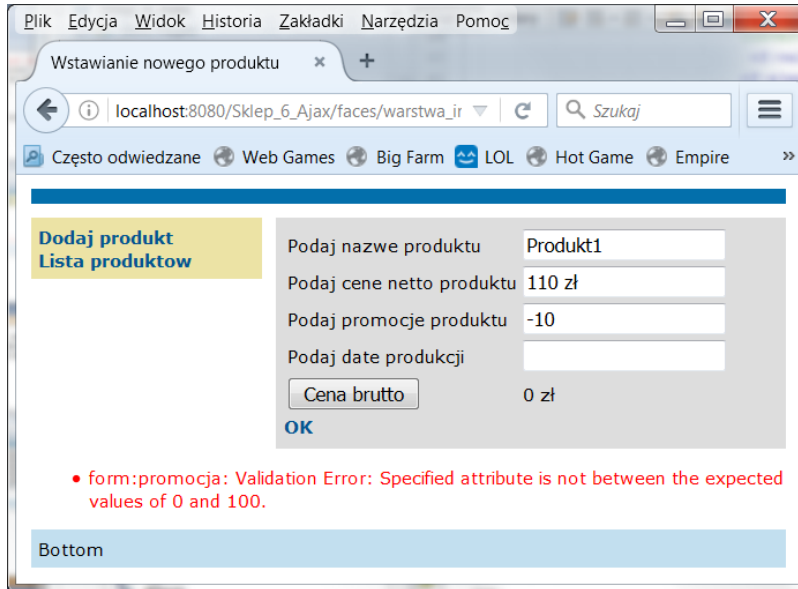 Plik Edycja Widok Historia Zakładki Narzędzia Pomoc
Wstawianie nowego produktu × +
localhost:8080/Sklep_6_Ajax/faces/warstwa_ir Szukaj
Często odwiedzane Web Games Big Farm LOL Hot Game Empire »
Dodaj produkt
Lista produktow
Podaj nazwe produktu Produkt1
Podaj cene netto produktu 110 zł
Podaj promocje produktu -10
Podaj date produkcji
Cena brutto 0 zł
OK
• form:promocja: Validation Error: Specified attribute is not between the expected
values of 0 and 100.
Bottom